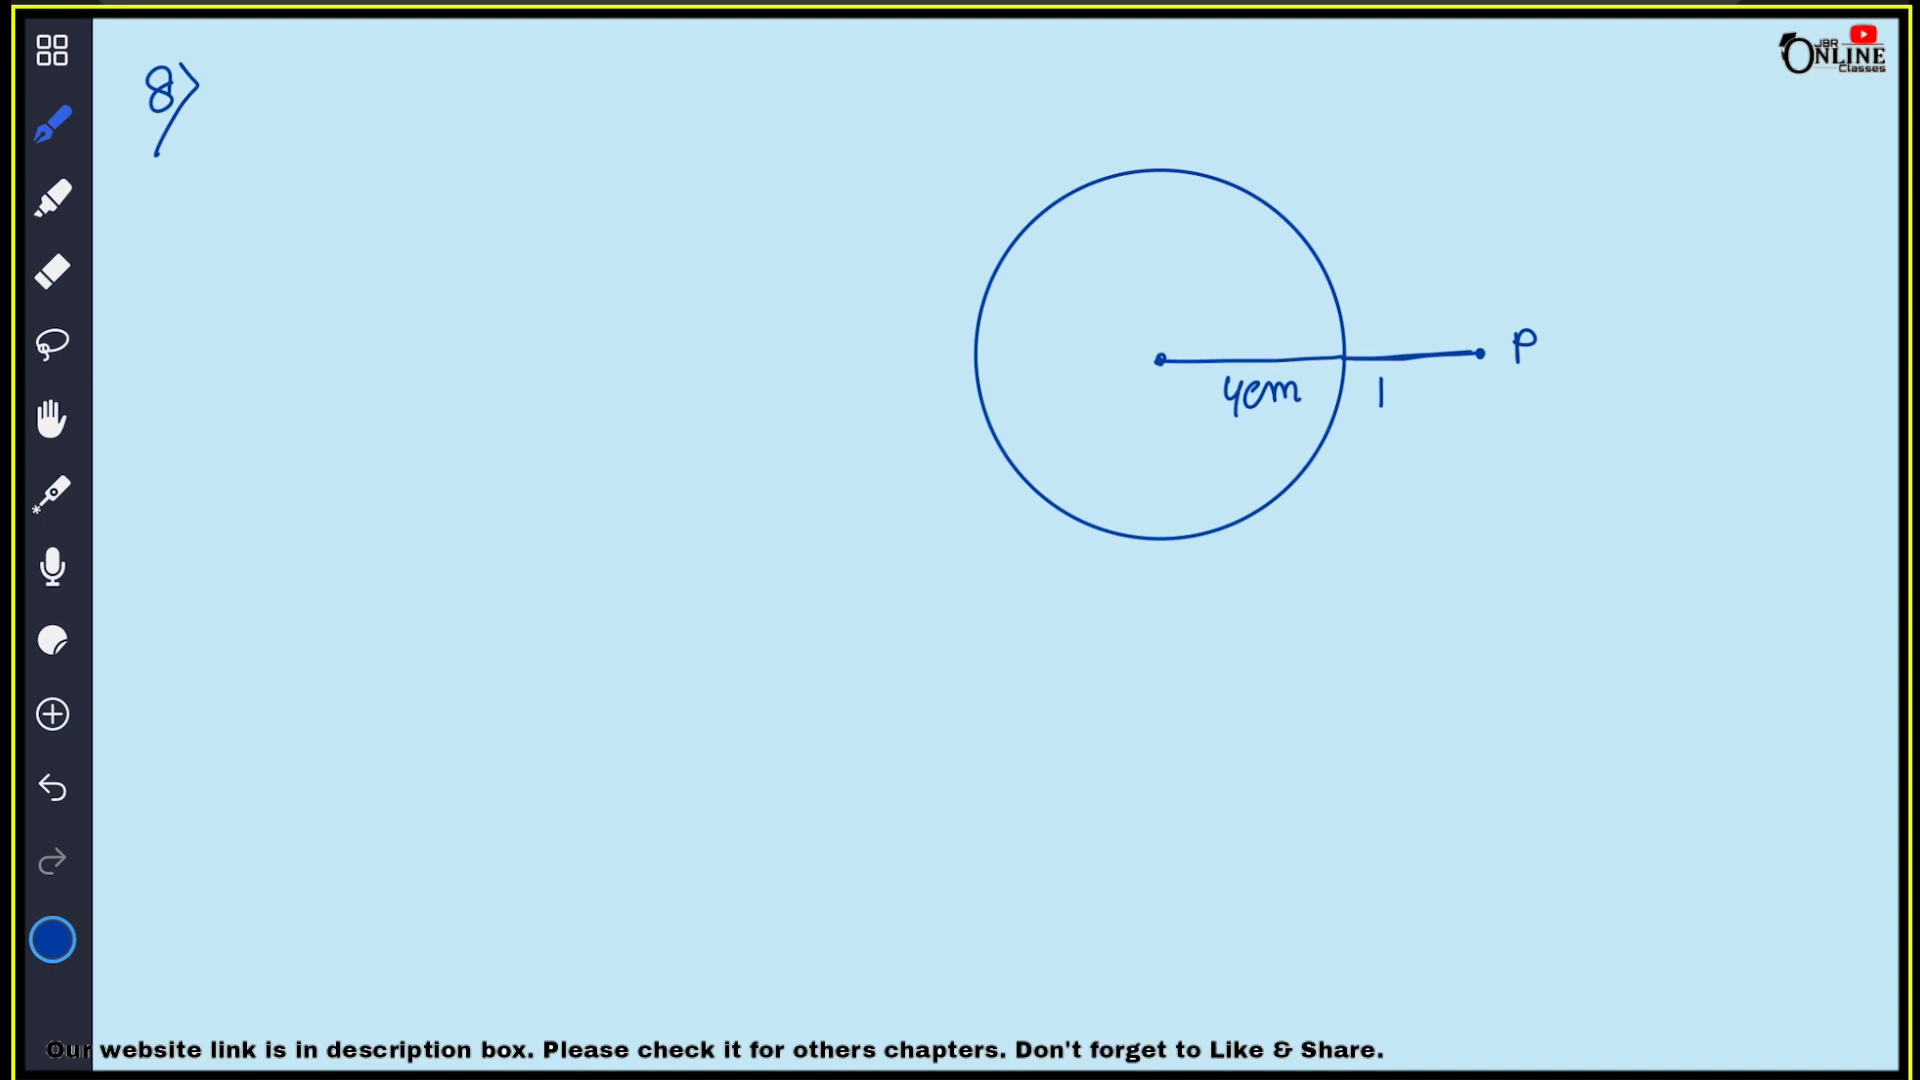 8>
JBR
ONLINE
Classes
P
4cm 1
Our website link is in description box. Please check it for others chapters. Don't forget to Like & Share.